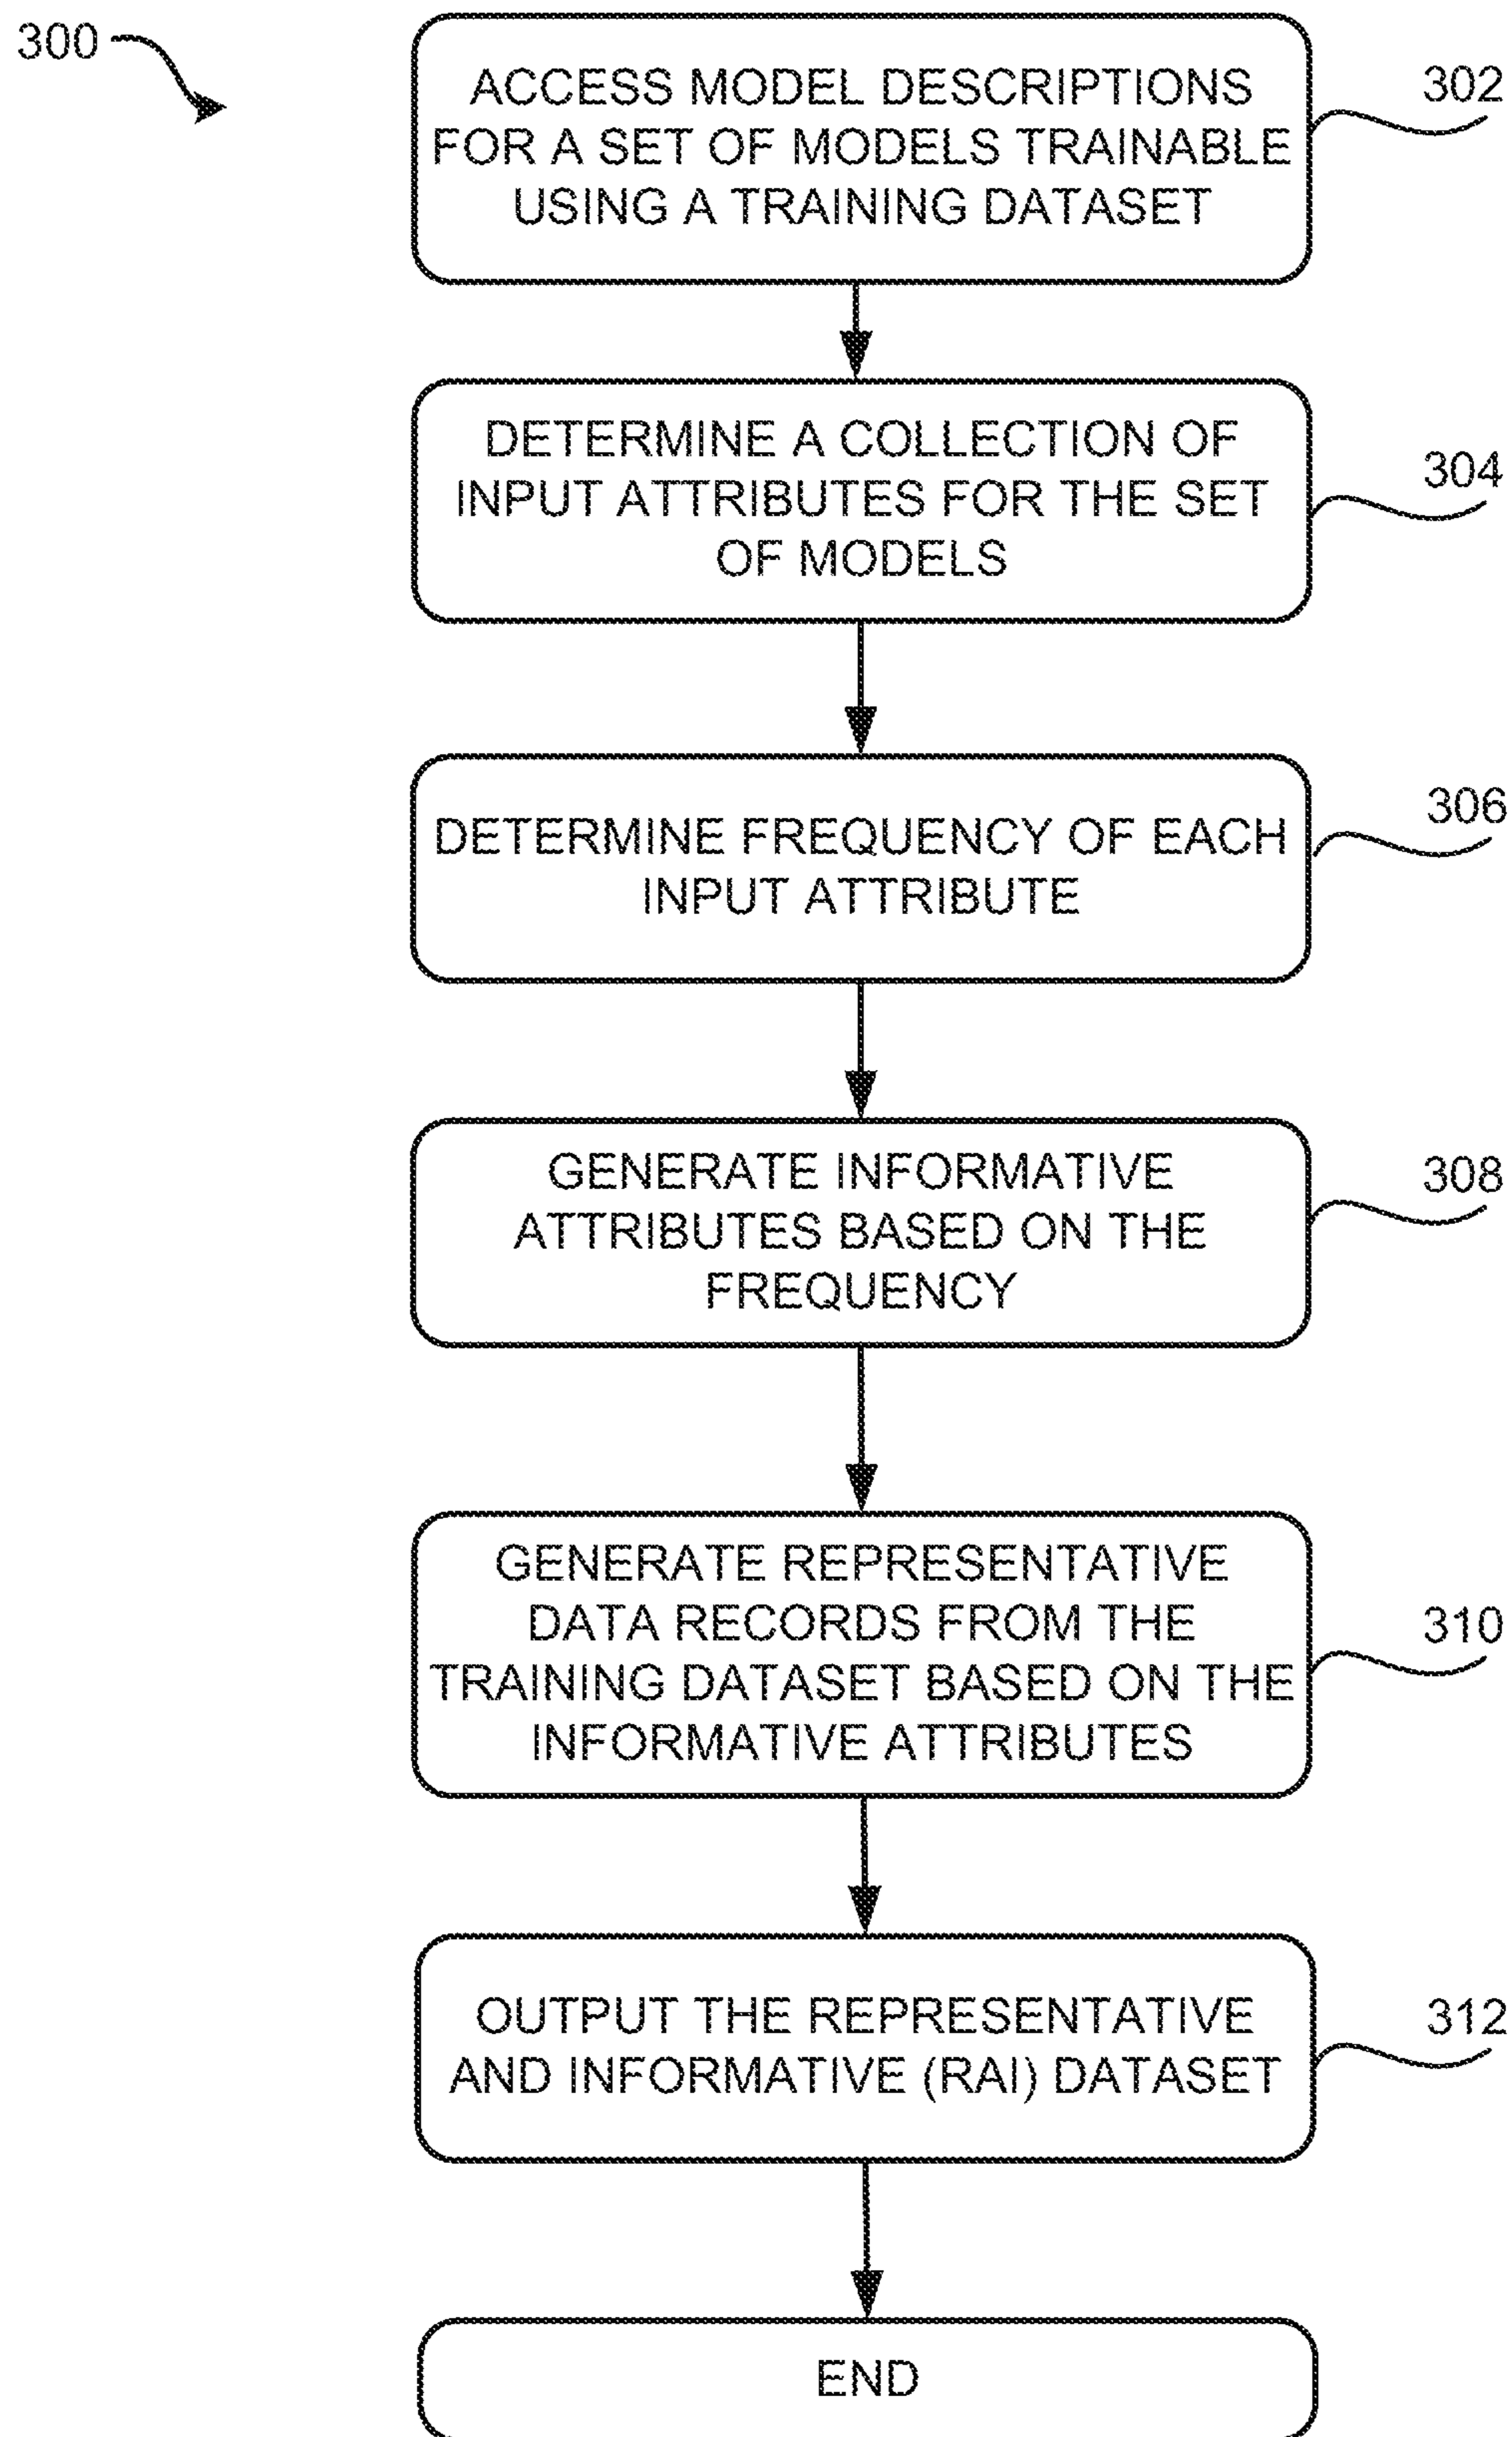 300
ACCESS MODEL DESCRIPTIONS
FOR A SET OF MODELS TRAINABLE
USING A TRAINING DATASET
302
DETERMINE A COLLECTION OF
INPUT ATTRIBUTES FOR THE SET
OF MODELS
304
DETERMINE FREQUENCY OF EACH
INPUT ATTRIBUTE
306
GENERATE INFORMATIVE
ATTRIBUTES BASED ON THE
FREQUENCY
308
GENERATE REPRESENTATIVE
DATA RECORDS FROM THE
TRAINING DATASET BASED ON THE
INFORMATIVE ATTRIBUTES
310
OUTPUT THE REPRESENTATIVE
AND INFORMATIVE (RAI) DATASET
312
END